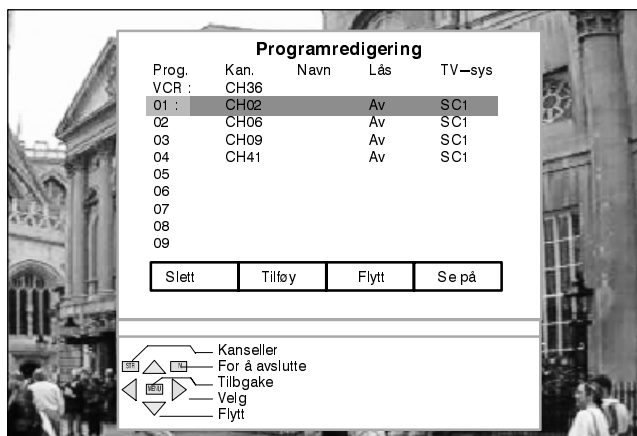 Programredigering
Prog. Kan. Navn Lås TV–sys
VCR : CH36
01 : CH02 Av SC1
02 CH06 Av SC1
03 CH09 Av SC1
04 CH41 Av SC1
05
06
07
08
09
Slett Tilføy Flytt Se på
Kanseller
STR N For å avslutte
MENU Tilbgake
Velg
Flytt